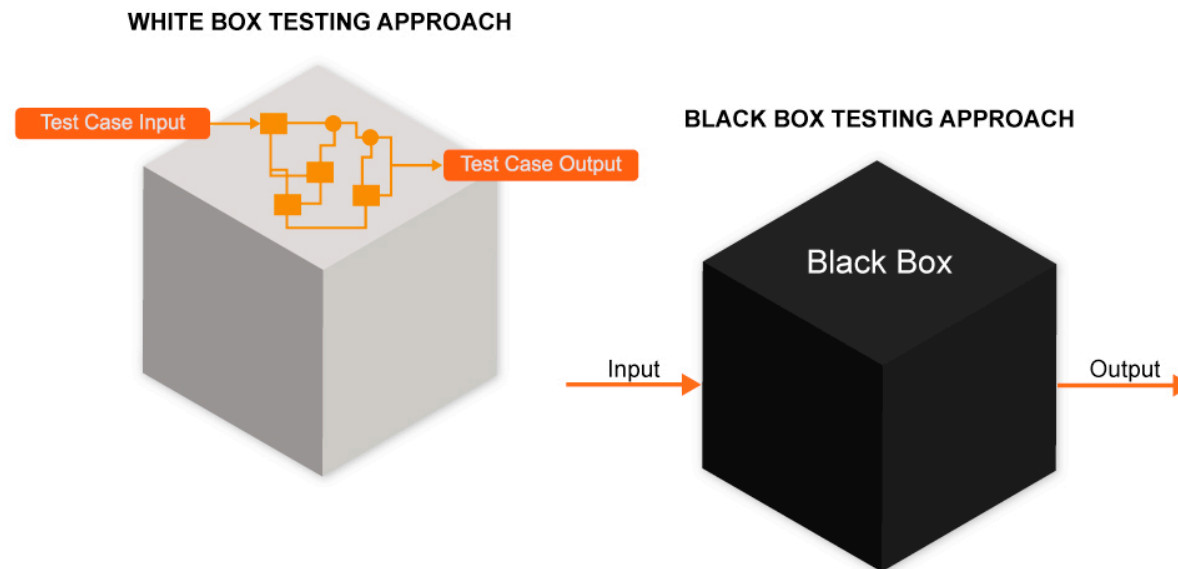 WHITE BOX TESTING APPROACH
Test Case Input
Test Case Output
BLACK BOX TESTING APPROACH
Black Box
Input
Output